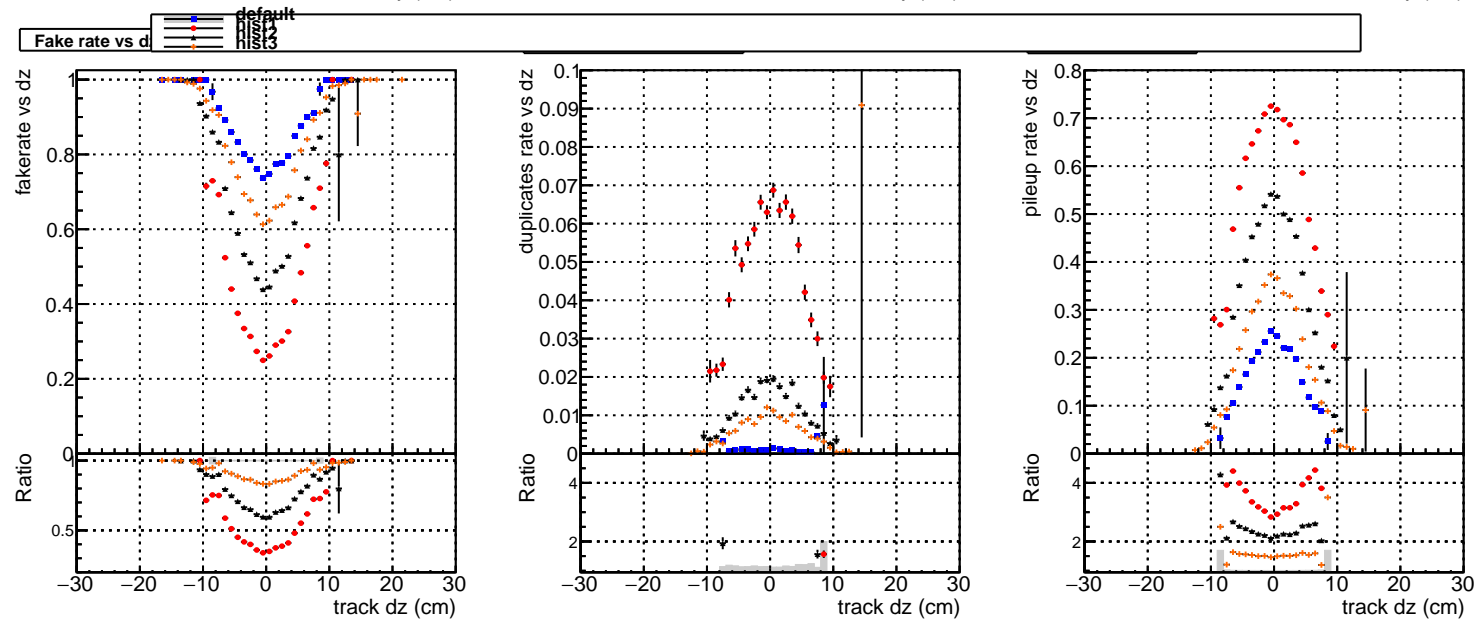 default
hist1
hist2
hist3
Fake rate vs dz
fakerate vs dz
1
0.8
0.6
0.4
0.2
0
Ratio
1
0.5
−30 −20 −10 0 10 20 30
track dz (cm)
duplicates rate vs dz
0.1
0.09
0.08
0.07
0.06
0.05
0.04
0.03
0.02
0.01
0
Ratio
4
2
−30 −20 −10 0 10 20 30
track dz (cm)
pileup rate vs dz
0.8
0.7
0.6
0.5
0.4
0.3
0.2
0.1
0
Ratio
4
2
−30 −20 −10 0 10 20 30
track dz (cm)